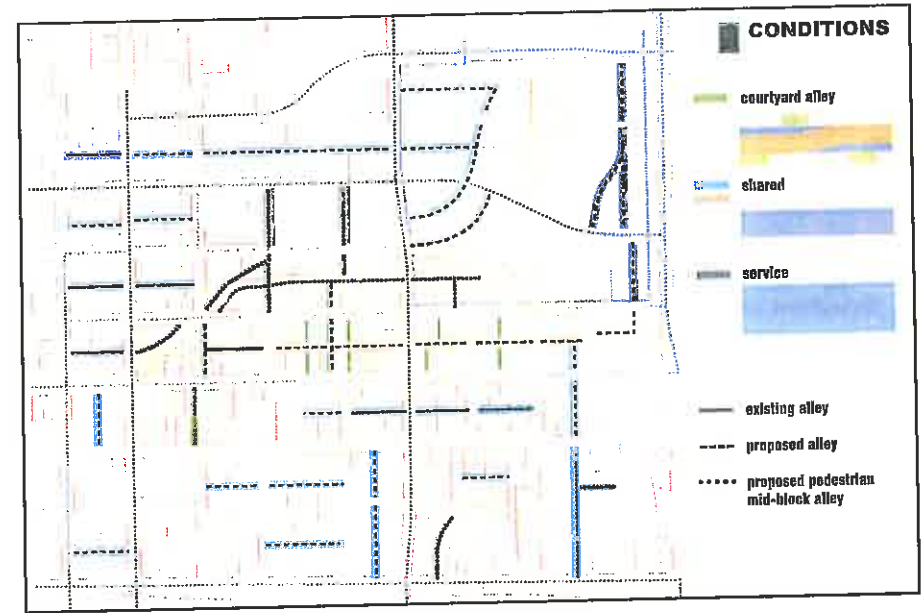 CONDITIONS
courtyard alley
shared
service
existing alley
proposed alley
proposed pedestrian
mid-block alley